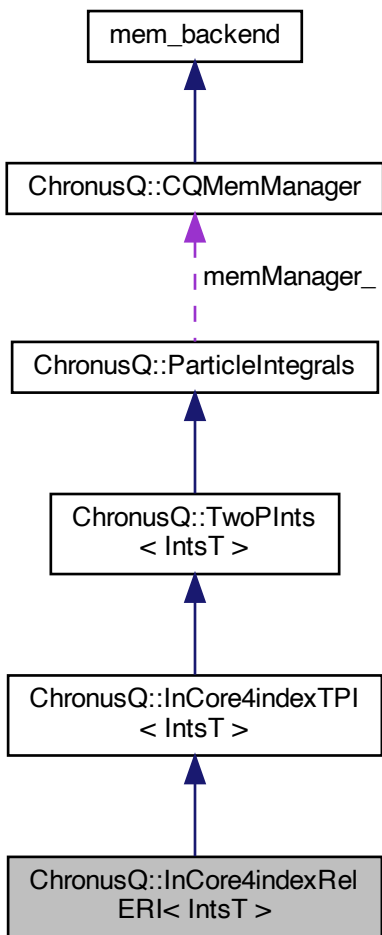 mem_backend
ChronusQ::CQMemManager
memManager_
ChronusQ::ParticleIntegrals
ChronusQ::TwoPInts
< IntsT >
ChronusQ::InCore4indexTPI
< IntsT >
ChronusQ::InCore4indexRel
ERI< IntsT >